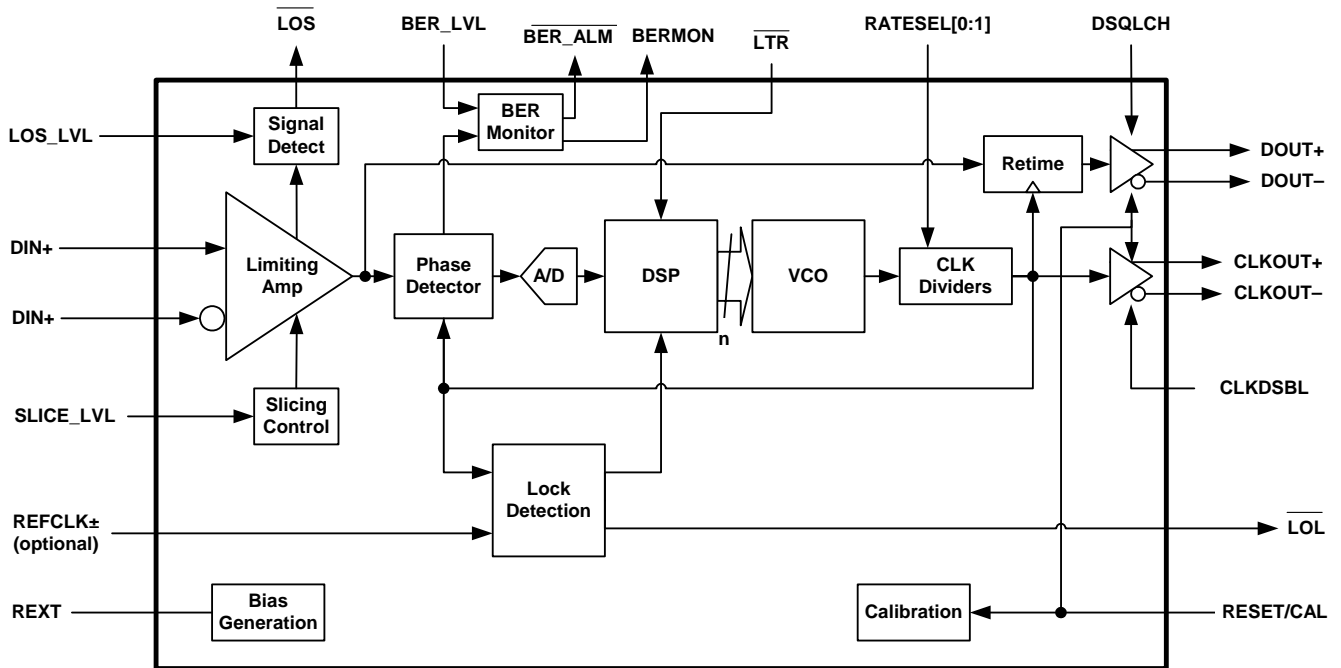 LOS
BER_LVL
BER_ALM
BERMON
LTR
RATESEL[0:1]
DSQLCH
LOS_LVL
Signal
Detect
BER
Monitor
Retime
DOUT+
DOUT–
DIN+
Limiting
Amp
Phase
Detector
A/D
DSP
n
VCO
CLK
Dividers
CLKOUT+
CLKOUT–
DIN+
SLICE_LVL
Slicing
Control
CLKDSBL
Lock
Detection
REFCLK±
(optional)
LOL
REXT
Bias
Generation
Calibration
RESET/CAL